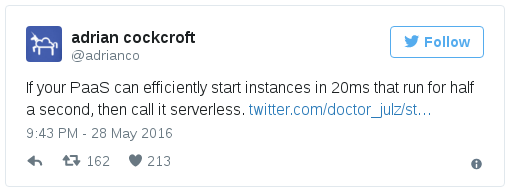 adrian cockcroft
@adrianco
Follow
If your PaaS can efficiently start instances in 20ms that run for half
a second, then call it serverless. twitter.com/doctor_julz/st...
9:43 PM - 28 May 2016
162 213